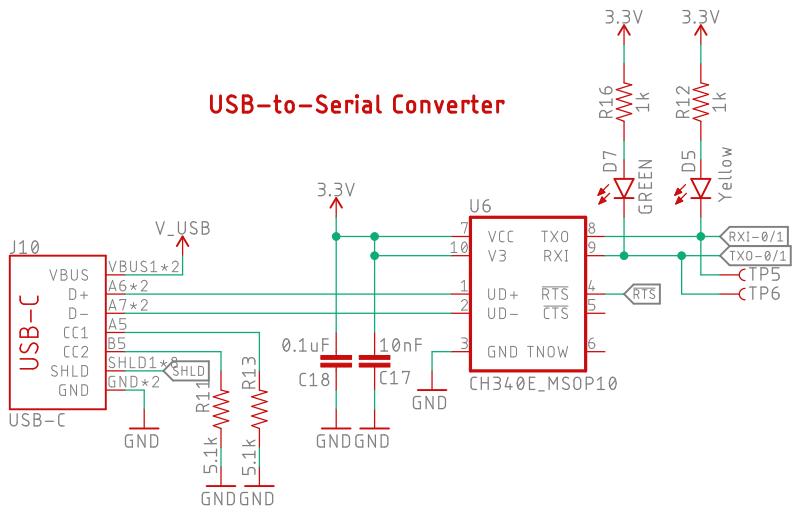 3.3V
3.3V
USB-to-Serial Converter
R16
1k
R12
1k
D7
GREEN
D5
Yellow
3.3V
U6
V_USB
J10
7
VCC
TXO
8
RXI-0/1
10
V3
RXI
9
TXO-0/1
VBUS
VBUS1*2
TP5
D+
A6*2
1
UD+
RTS
4
RTS
TP6
D-
A7*2
2
UD-
CTS
5
USB-C
CC1
A5
CC2
B5
0.1uF
10nF
3
GND
TNOW
6
SHLD
SHLD1*8
SHLD
C18
C17
CH340E_MSOP10
GND
GND*2
R11
R13
GND
USB-C
GND
5.1k
5.1k
GND
GND
GND
GND